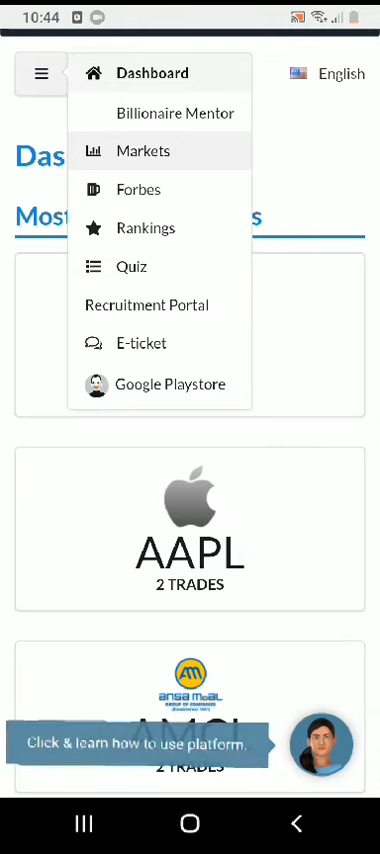 10:44
Dashboard
English
Billionaire Mentor
Das
Markets
Forbes
Most
s
Rankings
Quiz
Recruitment Portal
E-ticket
Google Playstore
AAPL
2 TRADES
AM
ansa McAL
GROUP OF COMPANIES
Click & learn how to use platform.
2 TRADES